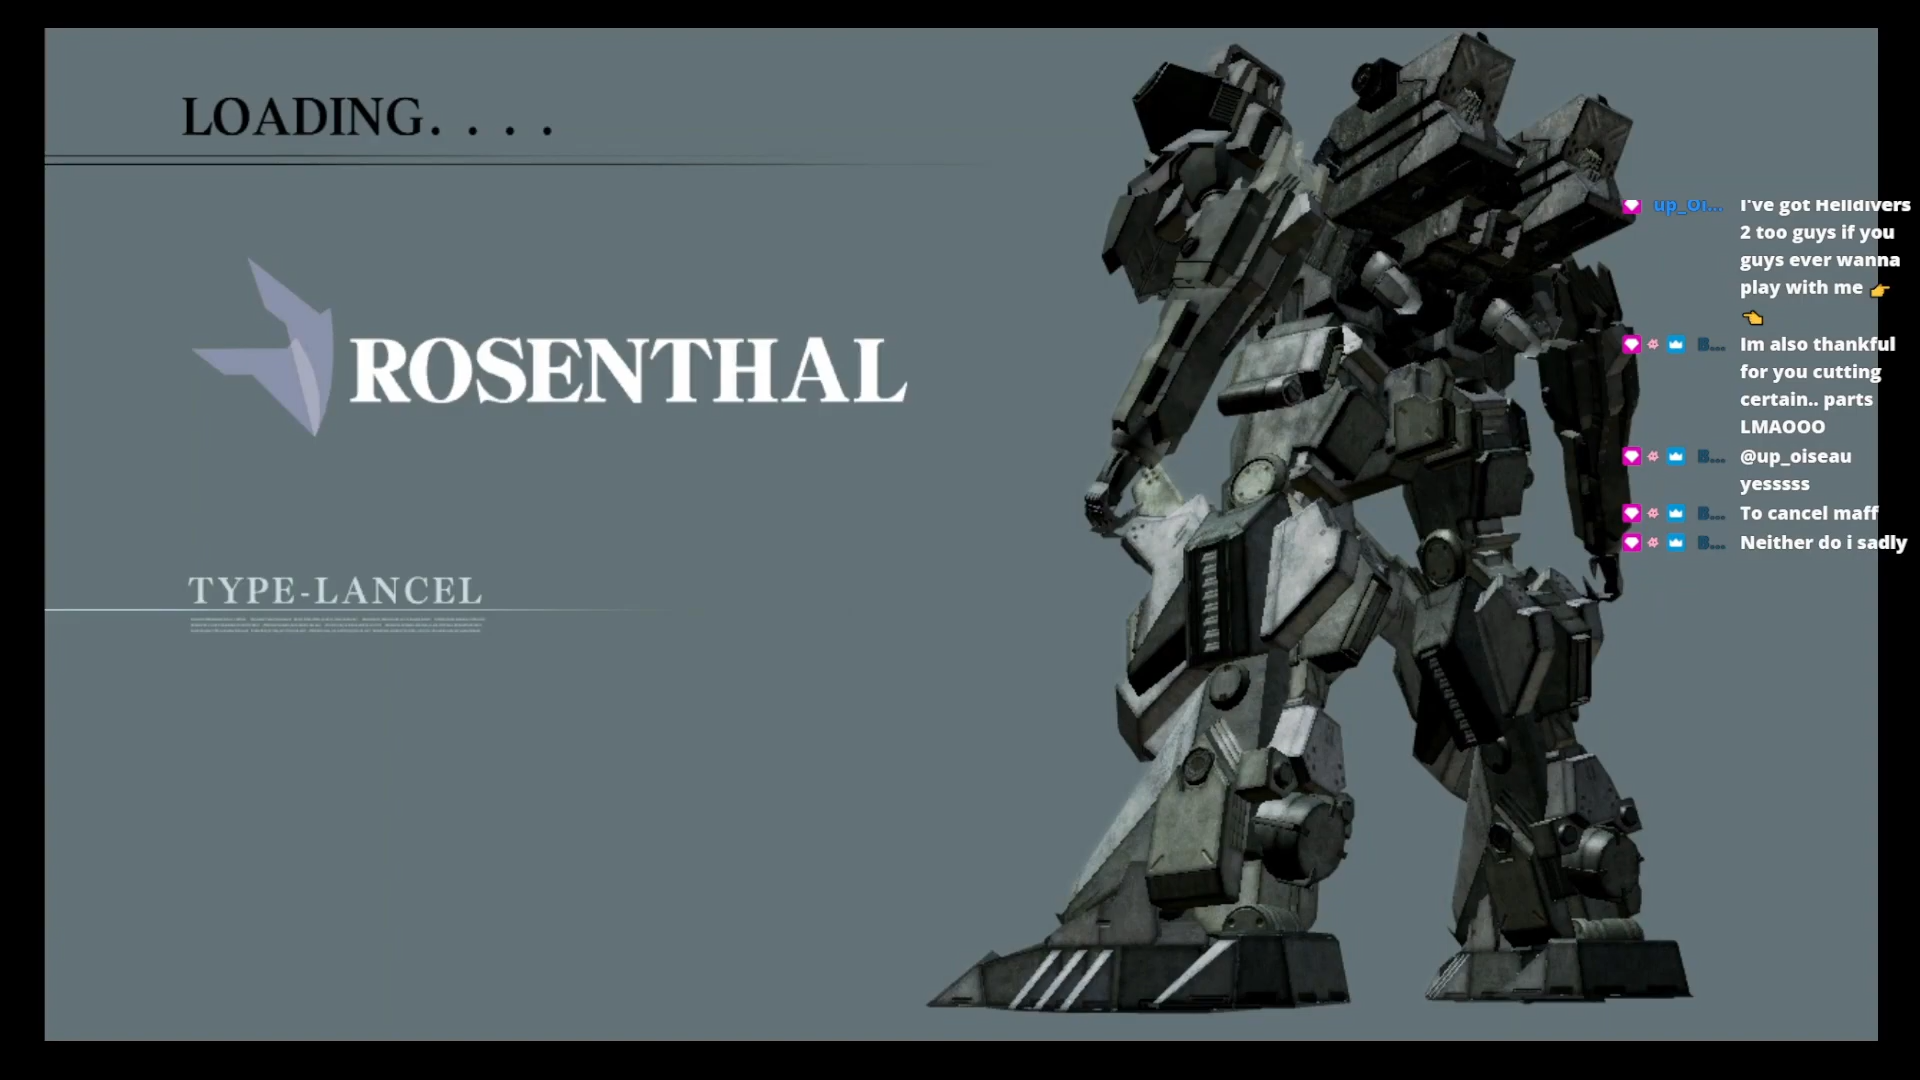 LOADING....
ROSENTHAL
TYPE-LANCEL
up_Oi... I've got Helldivers
2 too guys if you
guys ever wanna
play with me 👉
👈
B... Im also thankful
for you cutting
certain.. parts
LMAOOO
B... @up_oiseau
yesssss
B... To cancel maff
B... Neither do i sadly